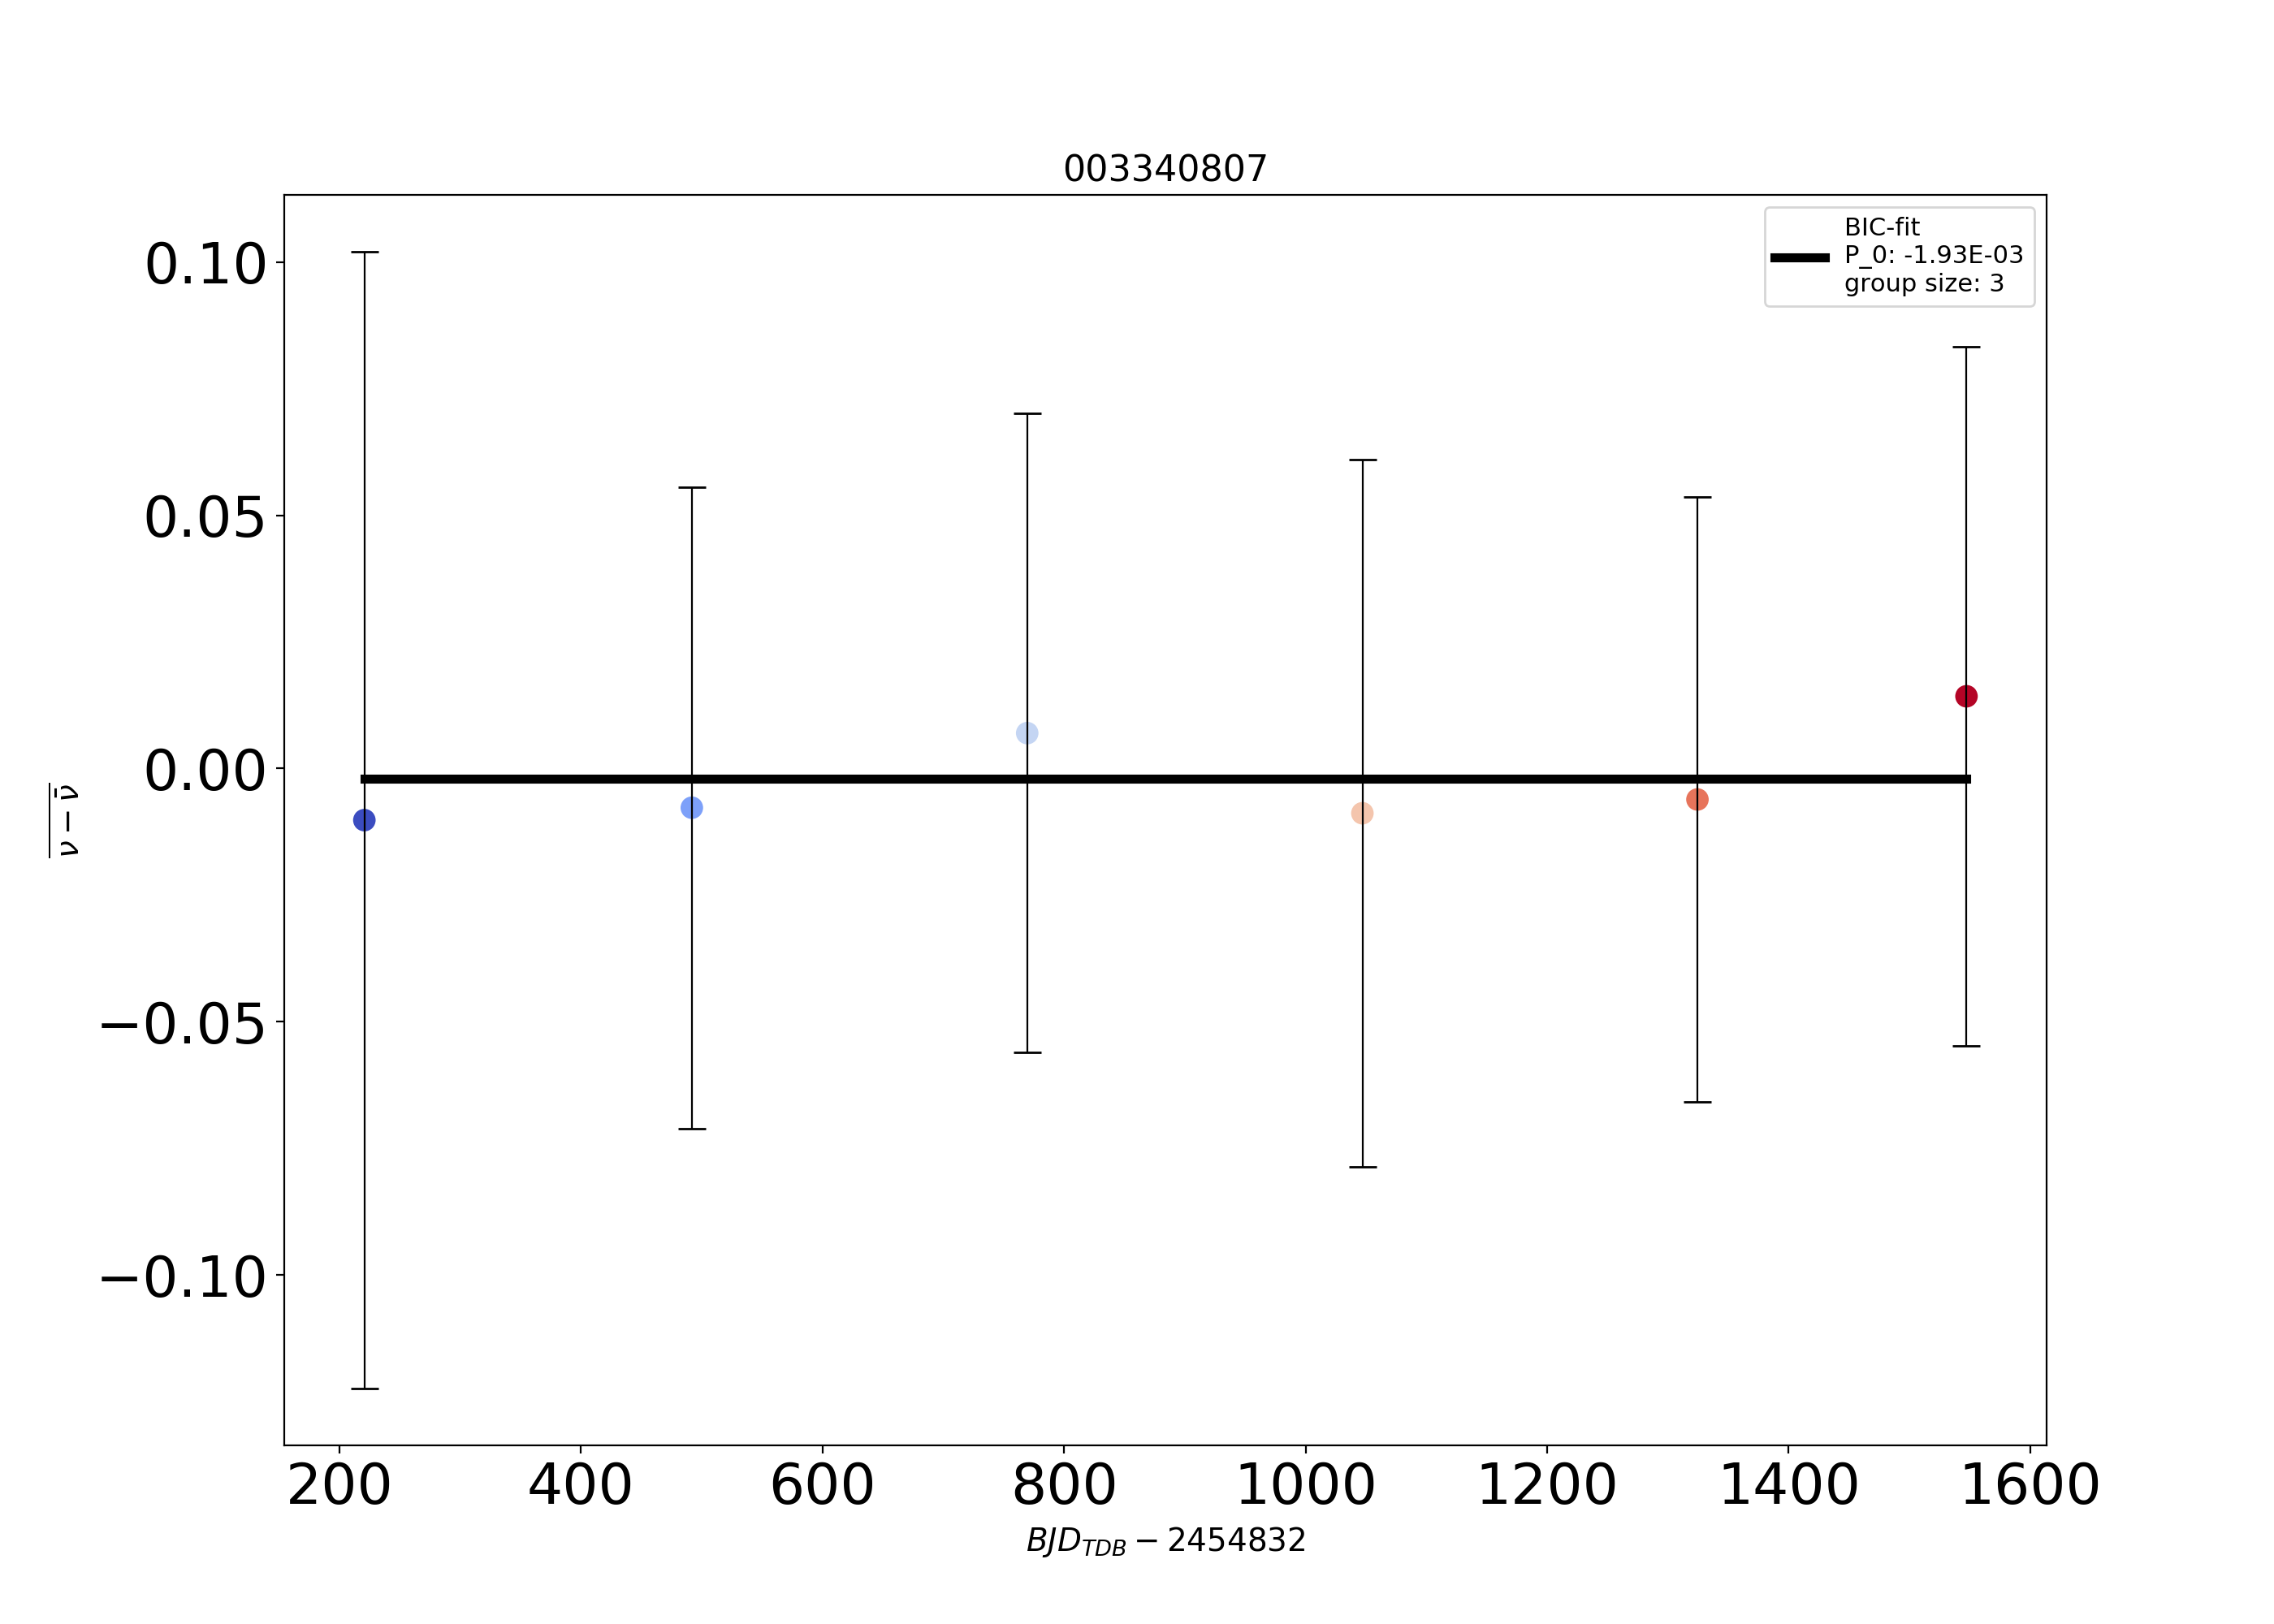 003340807
BIC-fit
P_0: -1.93E-03
group size: 3
0.10
0.05
0.00
−0.05
−0.10
ν − ν̄
200 400 600 800 1000 1200 1400 1600
BJD_TDB − 2454832